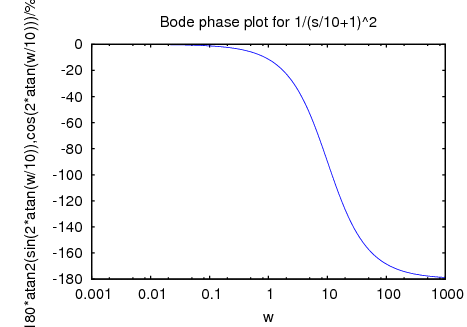 Bode phase plot for 1/(s/10+1)^2
180*atan2(sin(2*atan(w/10)),cos(2*atan(w/10)))/%
0
-20
-40
-60
-80
-100
-120
-140
-160
-180
0.001 0.01 0.1 1 10 100 1000
w